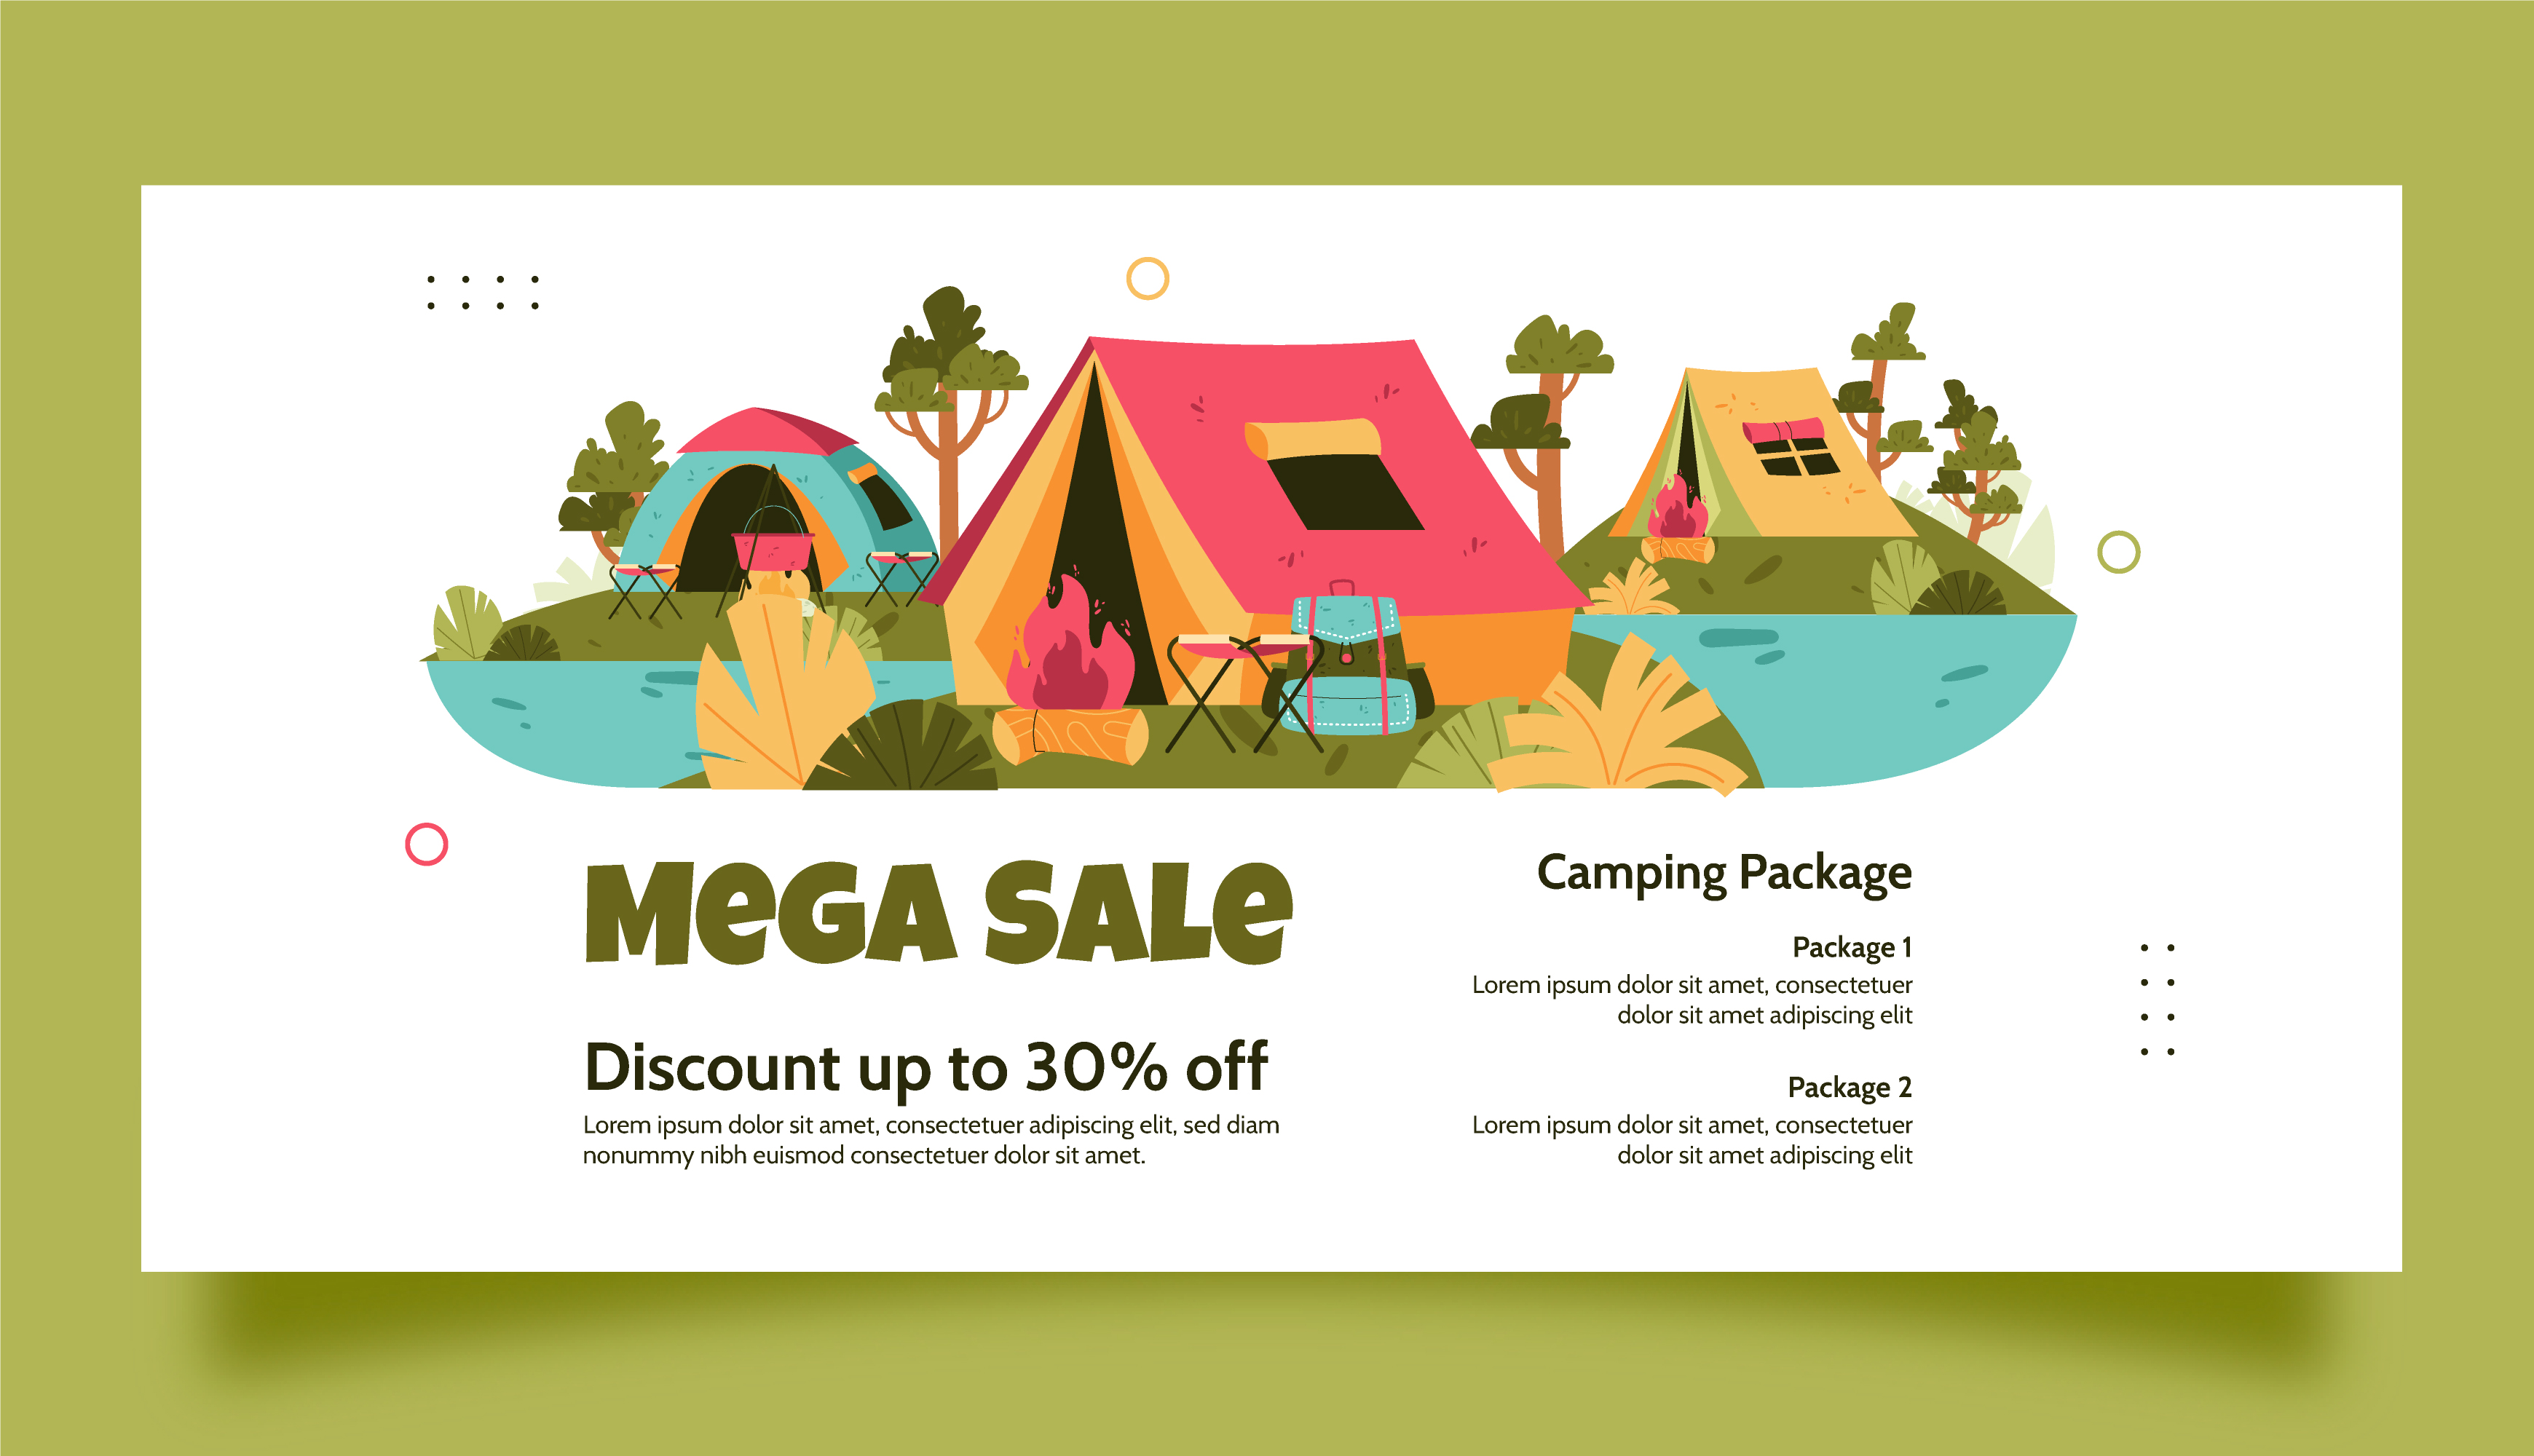 MeGA SALe
Discount up to 30% off
Lorem ipsum dolor sit amet, consectetuer adipiscing elit, sed diam
nonummy nibh euismod consectetuer dolor sit amet.
Camping Package
Package 1
Lorem ipsum dolor sit amet, consectetuer
dolor sit amet adipiscing elit
Package 2
Lorem ipsum dolor sit amet, consectetuer
dolor sit amet adipiscing elit